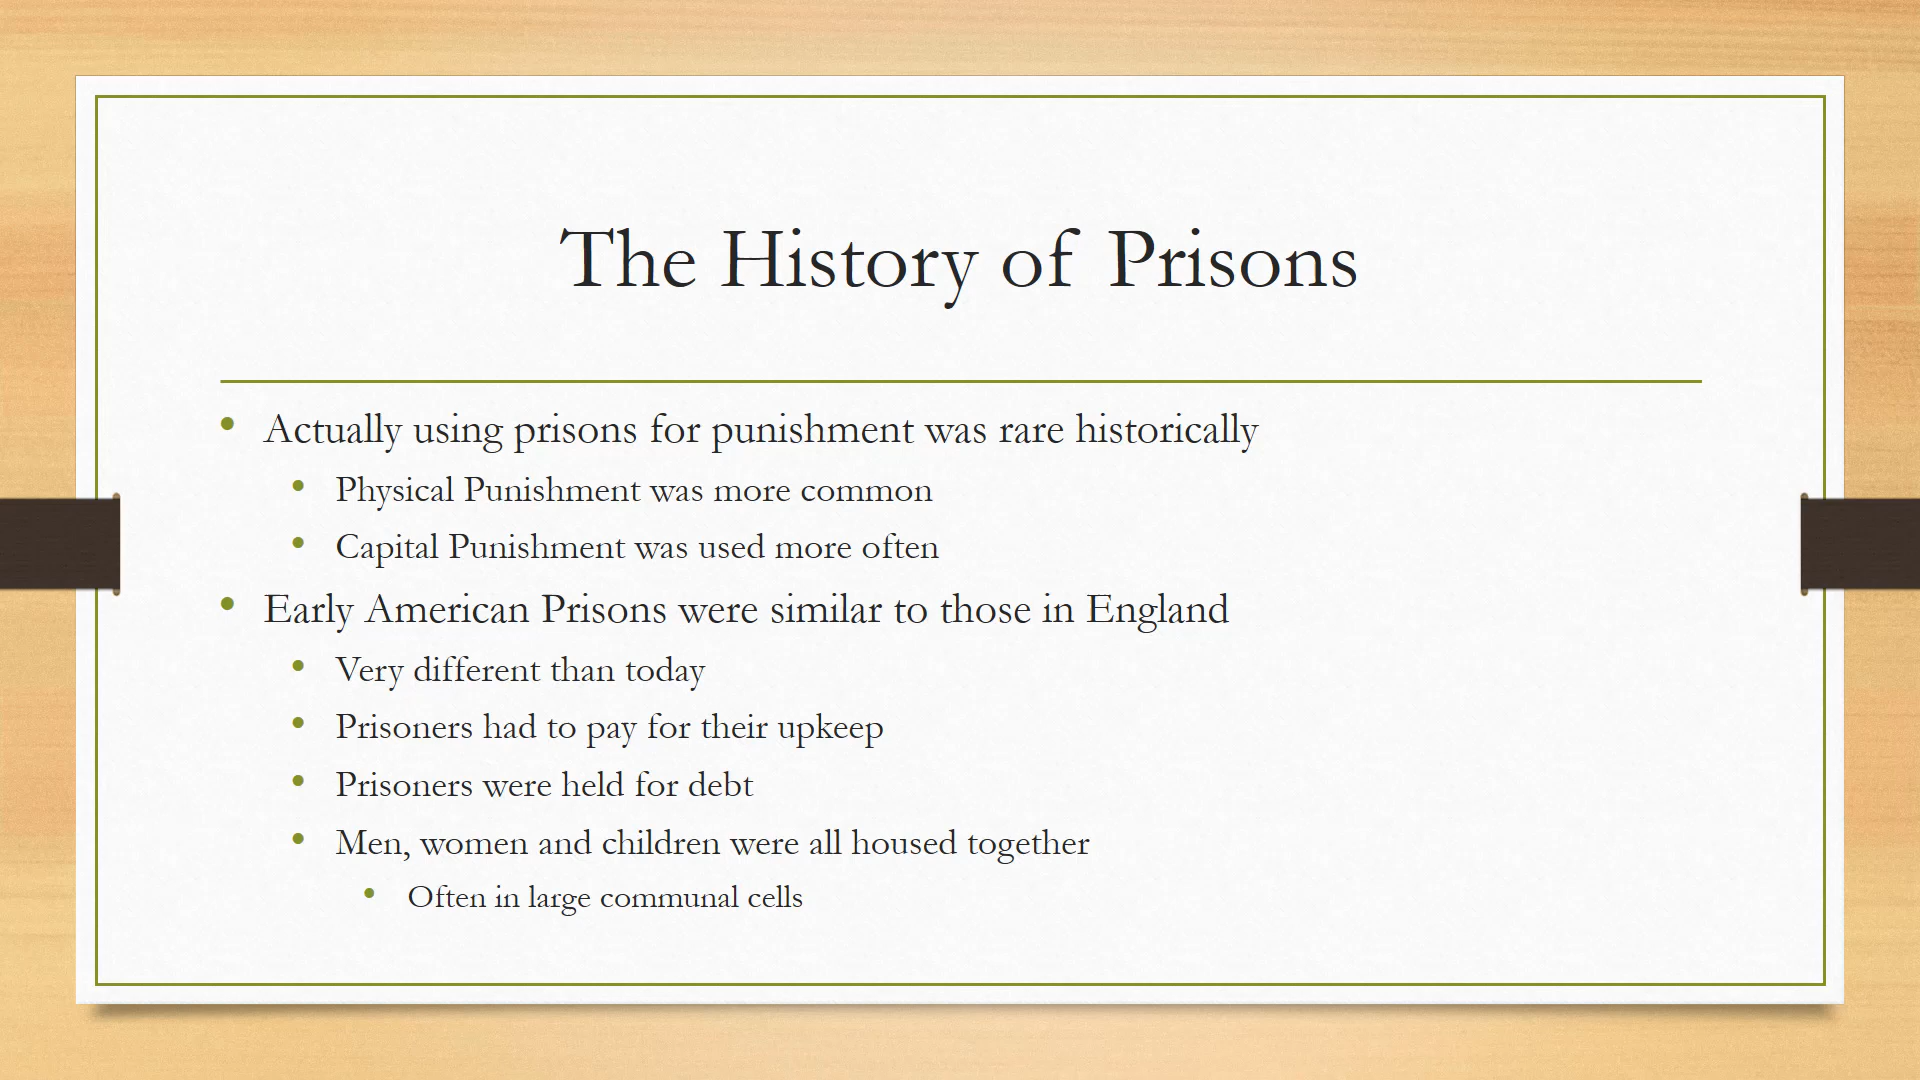 The History of Prisons
• Actually using prisons for punishment was rare historically
• Physical Punishment was more common
• Capital Punishment was used more often
• Early American Prisons were similar to those in England
• Very different than today
• Prisoners had to pay for their upkeep
• Prisoners were held for debt
• Men, women and children were all housed together
• Often in large communal cells